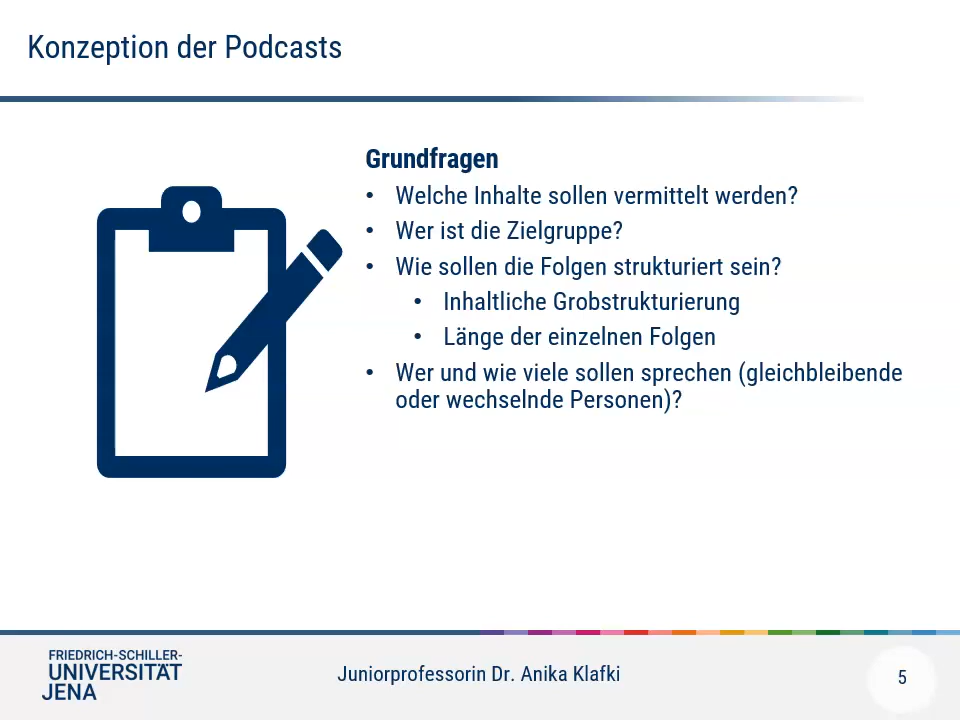 Konzeption der Podcasts
Grundfragen
• Welche Inhalte sollen vermittelt werden?
• Wer ist die Zielgruppe?
• Wie sollen die Folgen strukturiert sein?
• Inhaltliche Grobstrukturierung
• Länge der einzelnen Folgen
• Wer und wie viele sollen sprechen (gleichbleibende
oder wechselnde Personen)?
FRIEDRICH-SCHILLER-
UNIVERSITÄT
JENA
Juniorprofessorin Dr. Anika Klafki
5